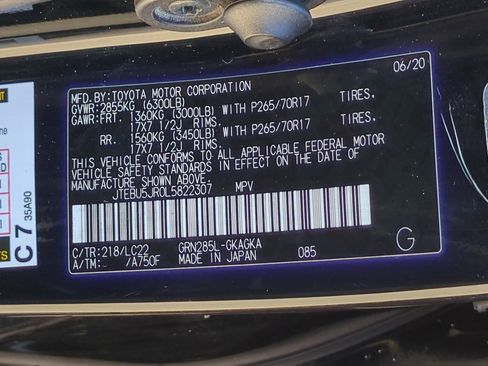 MFD.BY:TOYOTA MOTOR CORPORATION 06/20
GVWR:2855KG (6300LB)
GAWR:FRT. 1360KG (3000LB) WITH P265/70R17 TIRES.
17X7 1/2J RIMS.
RR. 1560KG (3450LB) WITH P265/70R17 TIRES.
17X7 1/2J RIMS.
THIS VEHICLE CONFORMS TO ALL APPLICABLE FEDERAL MOTOR
VEHICLE SAFETY STANDARDS IN EFFECT ON THE DATE OF
MANUFACTURE SHOWN ABOVE.
JTEBU5JR0L5822307 MPV
C/TR:218/LC22 GRN285L-GKAGKA
A/TM: /A750F MADE IN JAPAN 085
G
C 7 35A90